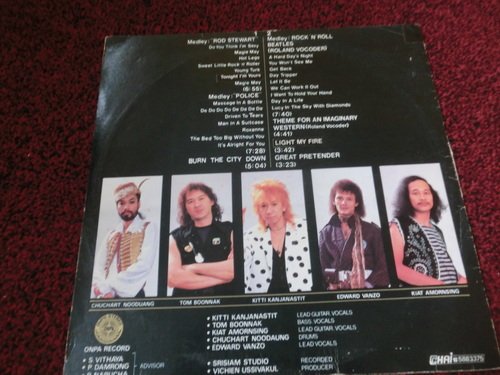 1
Medley: "ROD STEWART"
Do You Think I'm Sexy
Magie May
Hot Legs
Sweet Little Rock n' Roller
Young Turk
Tonight I'm Yours
Magie May
(6:55)
Medley: "POLICE"
Massage In A Bottle
De Do Do Do De Da Da Da
Driven To Tears
Man In A Suitcase
Roxanne
The Bed Too Big Without You
It's Alright For You
(7:28)
BURN THE CITY DOWN
(5:04)
2
Medley: "ROCK 'N' ROLL
BEATLES
(ROLAND VOCODER)
A Hard Day's Night
You Won't See Me
Get Back
Day Tripper
Let It Be
We Can Work It Out
I Want To Hold Your Hand
Day In A Life
Lucy In The Sky With Diamonds
(7:40)
THEME FOR AN IMAGINARY
WESTERN (Roland Vocoder)
(4:41)
LIGHT MY FIRE
(3:42)
GREAT PRETENDER
(3:23)
CHUCHART NOODUANG
TOM BOONNAK
KITTI KANJANASTIT
EDWARD VANZO
KIAT AMORNSING
ONPA RECORD
• S. VITHAYA
• P. DAMRONG
ADVISOR
• KITTI KANJANASTIT LEAD GUITAR VOCALS
• TOM BOONNAK BASS VOCALS
• KIAT AMORNSING LEAD GUITAR VOCALS
• CHUCHART NOODAUNG DRUMS
• EDWARD VANZO LEAD VOCALS
• SRISIAM STUDIO RECORDED
• VICHIEN USSIVAKUL PRODUCER
5863375